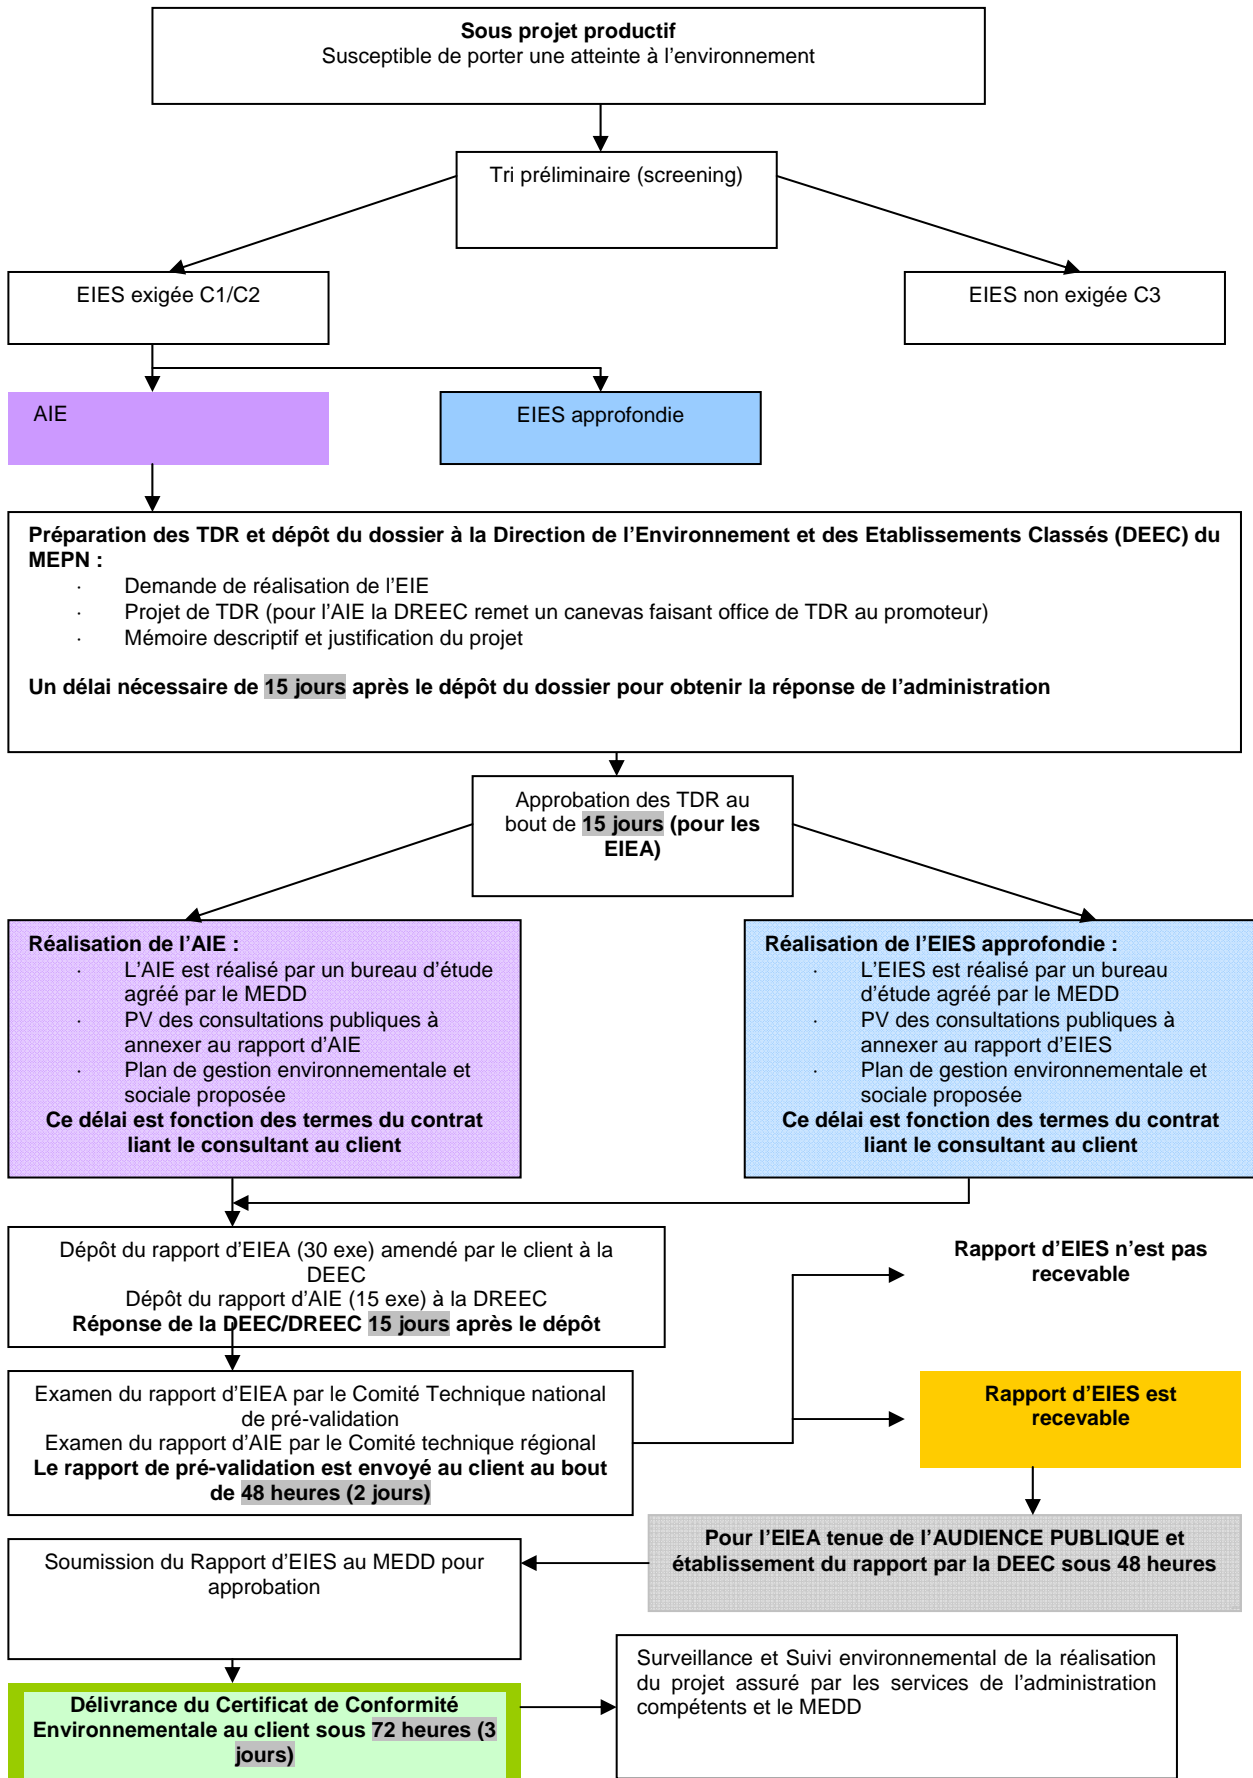 Sous projet productif
Susceptible de porter une atteinte à l'environnement
Tri préliminaire (screening)
EIES exigée C1/C2
EIES non exigée C3
AIE
EIES approfondie
Préparation des TDR et dépôt du dossier à la Direction de l'Environnement et des Etablissements Classés (DEEC) du
MEPN :
· Demande de réalisation de l'EIE
· Projet de TDR (pour l'AIE la DREEC remet un canevas faisant office de TDR au promoteur)
· Mémoire descriptif et justification du projet
Un délai nécessaire de 15 jours après le dépôt du dossier pour obtenir la réponse de l'administration
Approbation des TDR au
bout de 15 jours (pour les
EIEA)
Réalisation de l'AIE :
· L'AIE est réalisé par un bureau d'étude
agréé par le MEDD
· PV des consultations publiques à
annexer au rapport d'AIE
· Plan de gestion environnementale et
sociale proposée
Ce délai est fonction des termes du contrat
liant le consultant au client
Réalisation de l'EIES approfondie :
· L'EIES est réalisé par un bureau
d'étude agréé par le MEDD
· PV des consultations publiques à
annexer au rapport d'EIES
· Plan de gestion environnementale et
sociale proposée
Ce délai est fonction des termes du contrat
liant le consultant au client
Dépôt du rapport d'EIEA (30 exe) amendé par le client à la
DEEC
Dépôt du rapport d'AIE (15 exe) à la DREEC
Réponse de la DEEC/DREEC 15 jours après le dépôt
Rapport d'EIES n'est pas
recevable
Examen du rapport d'EIEA par le Comité Technique national
de pré-validation
Examen du rapport d'AIE par le Comité technique régional
Le rapport de pré-validation est envoyé au client au bout
de 48 heures (2 jours)
Rapport d'EIES est
recevable
Pour l'EIEA tenue de l'AUDIENCE PUBLIQUE et
établissement du rapport par la DEEC sous 48 heures
Soumission du Rapport d'EIES au MEDD pour
approbation
Surveillance et Suivi environnemental de la réalisation
du projet assuré par les services de l'administration
compétents et le MEDD
Délivrance du Certificat de Conformité
Environnementale au client sous 72 heures (3
jours)